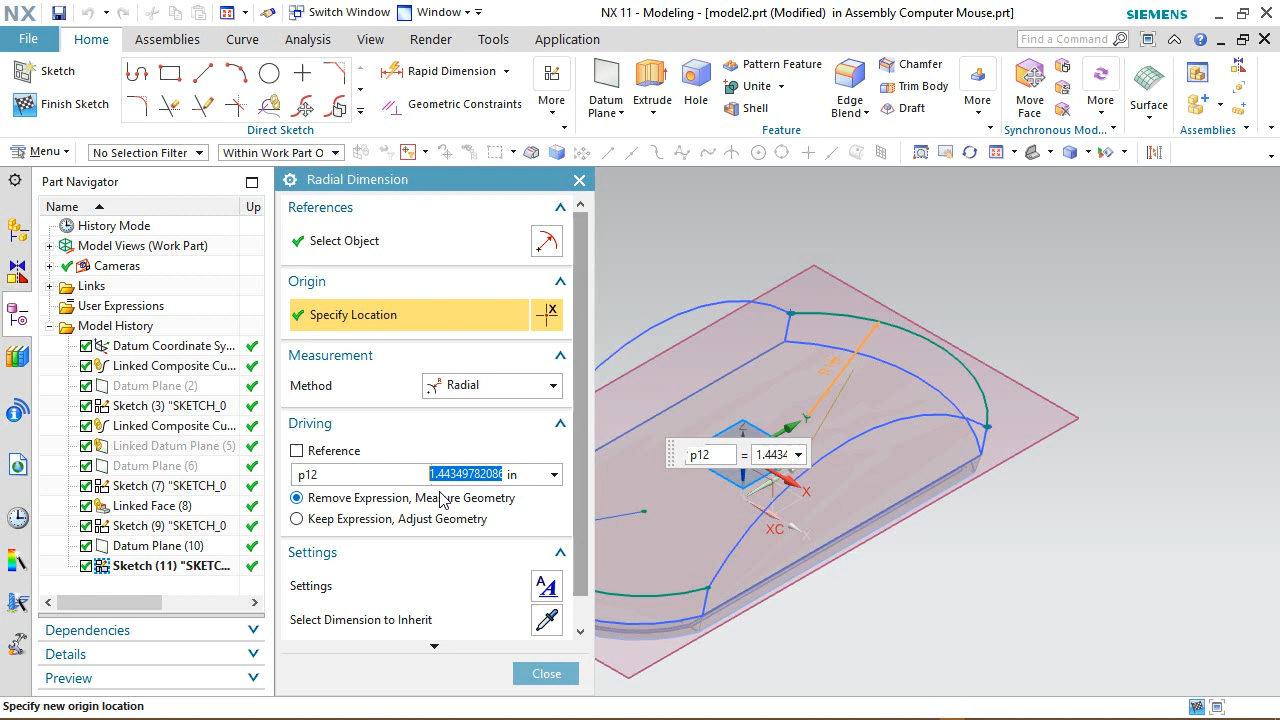 NX
Switch Window
Window
NX 11 - Modeling - [model2.prt (Modified) in Assembly Computer Mouse.prt]
SIEMENS
File
Home
Assemblies
Curve
Analysis
View
Render
Tools
Application
Find a Command
Sketch
Finish Sketch
Direct Sketch
Rapid Dimension
Geometric Constraints
More
Datum Plane
Extrude
Hole
Pattern Feature
Unite
Shell
Edge Blend
Chamfer
Trim Body
Draft
More
Feature
Move Face
More
Synchronous Mod...
Surface
Assemblies
Menu
No Selection Filter
Within Work Part O
Part Navigator
Name
Up
History Mode
Model Views (Work Part)
Cameras
Links
User Expressions
Model History
Datum Coordinate Sy...
Linked Composite Cu...
Datum Plane (2)
Sketch (3) "SKETCH_0
Linked Composite Cu...
Linked Datum Plane (5)
Datum Plane (6)
Sketch (7) "SKETCH_0
Linked Face (8)
Sketch (9) "SKETCH_0
Datum Plane (10)
Sketch (11) "SKETC...
Dependencies
Details
Preview
Radial Dimension
References
Select Object
Origin
Specify Location
Measurement
Method
Radial
Driving
Reference
p12
1.44349782086
in
Remove Expression, Measure Geometry
Keep Expression, Adjust Geometry
Settings
Settings
Select Dimension to Inherit
Close
p12 = 1.4434
Z
Y
X
XC
X
Specify new origin location